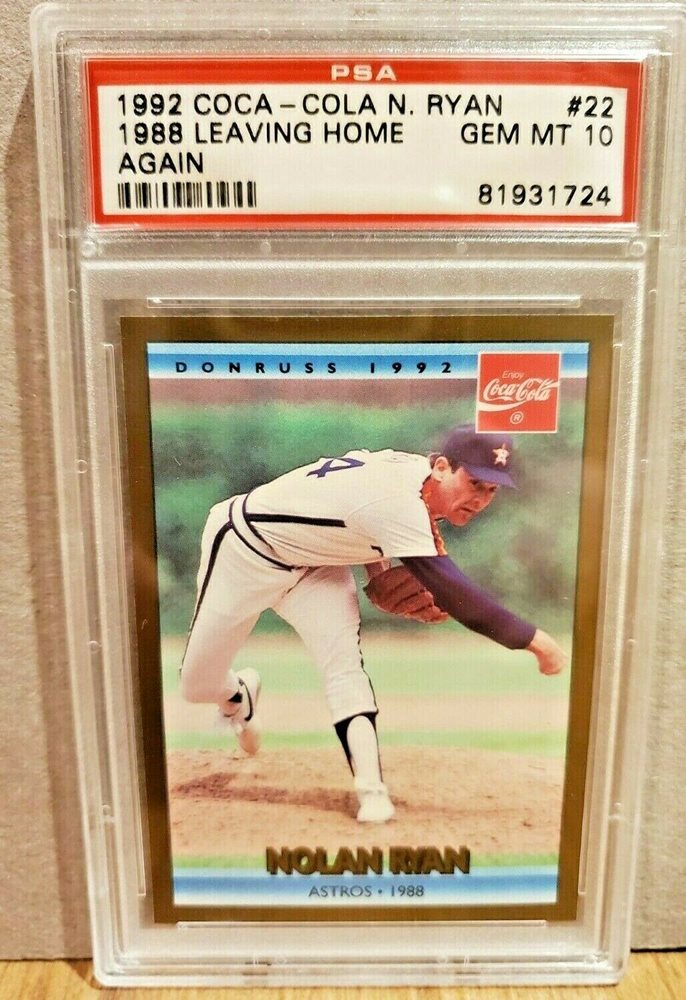 PSA
1992 COCA-COLA N. RYAN #22
1988 LEAVING HOME GEM MT 10
AGAIN
81931724
DONRUSS 1992
Enjoy
Coca-Cola
®
4
NOLAN RYAN
ASTROS • 1988